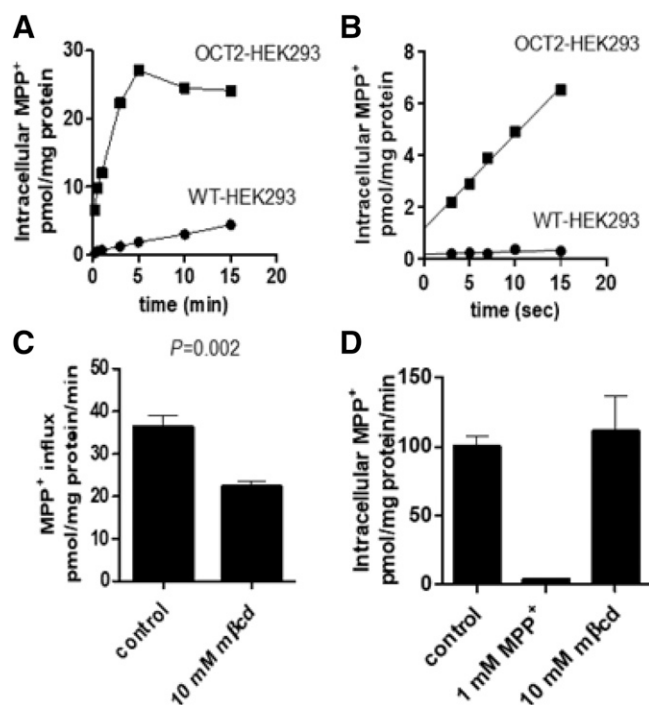 A
Intracellular MPP⁺
pmol/mg protein
30
20
10
0
OCT2-HEK293
WT-HEK293
0 5 10 15 20
time (min)
B
Intracellular MPP⁺
pmol/mg protein
8
6
4
2
0
OCT2-HEK293
WT-HEK293
0 5 10 15 20
time (sec)
C
P=0.002
MPP⁺ influx
pmol/mg protein/min
50
40
30
20
10
0
control
10 mM mβcd
D
Intracellular MPP⁺
pmol/mg protein/min
150
100
50
0
control
1 mM MPP⁺
10 mM mβcd